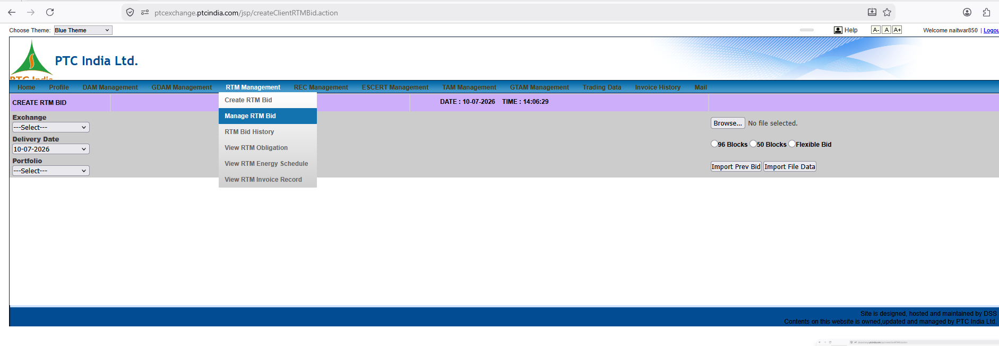 ptcexchange.ptcindia.com/jsp/createClientRTMBid.action
Choose Theme: Blue Theme Help A- A A+ Welcome naitwar850 | Logou
PTC India Ltd.
PTC India
Home Profile DAM Management GDAM Management RTM Management REC Management ESCERT Management TAM Management GTAM Management Trading Data Invoice History Mail
CREATE RTM BID DATE : 10-07-2026 TIME : 14:06:29
Create RTM Bid
Manage RTM Bid
RTM Bid History
View RTM Obligation
View RTM Energy Schedule
View RTM Invoice Record
Exchange
---Select---
Delivery Date
10-07-2026
Portfolio
---Select---
Browse... No file selected.
96 Blocks 50 Blocks Flexible Bid
Import Prev Bid Import File Data
Site is designed, hosted and maintained by DSS
Contents on this website is owned,updated and managed by PTC India Ltd.